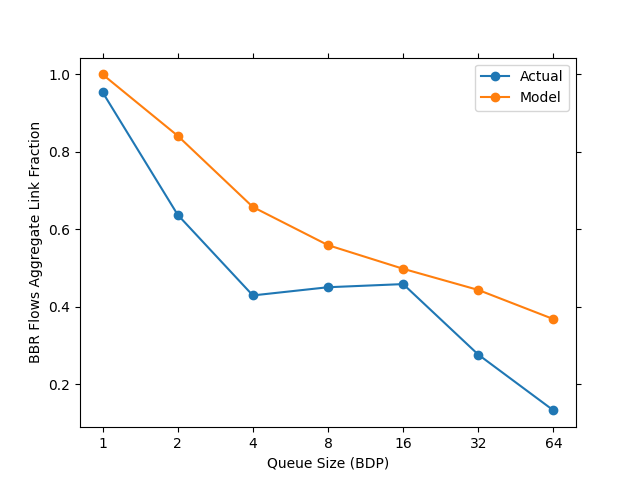 Actual
Model
1.0
0.8
0.6
0.4
0.2
BBR Flows Aggregate Link Fraction
1 2 4 8 16 32 64
Queue Size (BDP)